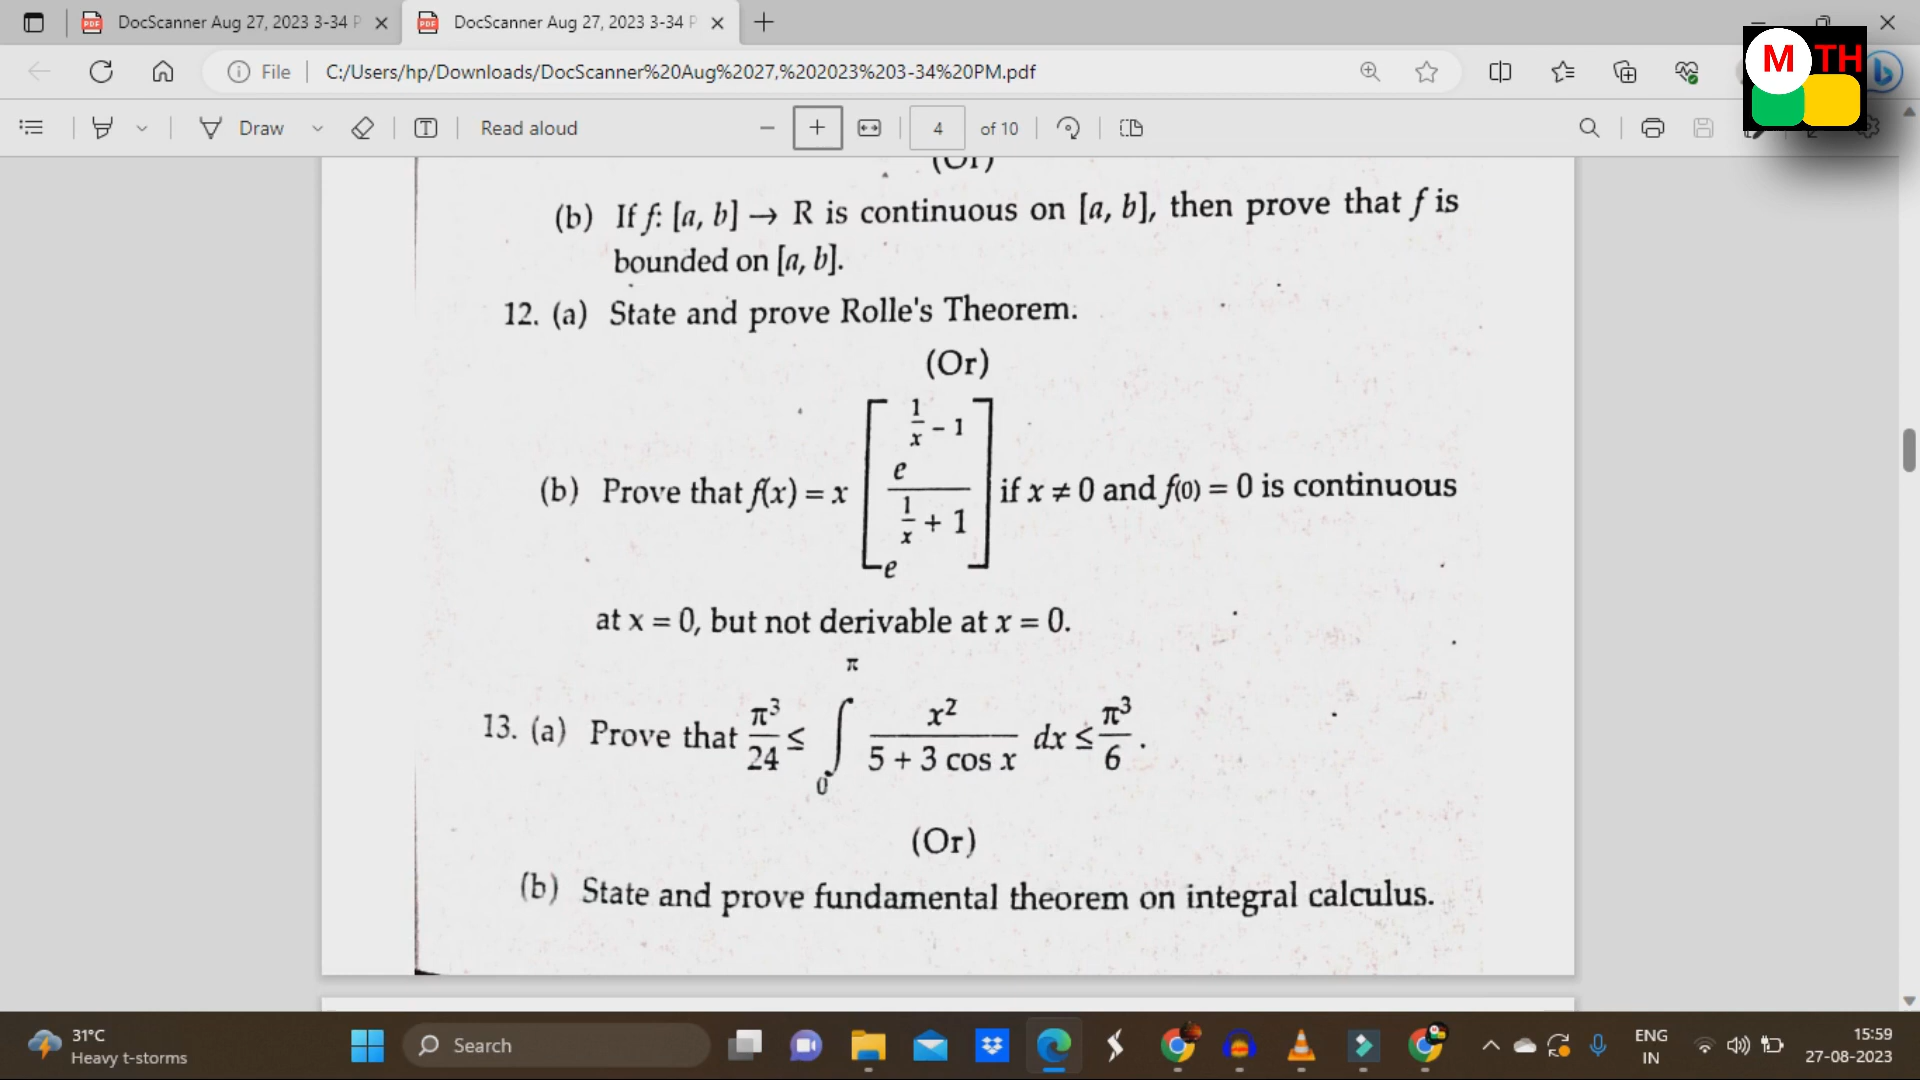 DocScanner Aug 27, 2023 3-34 P
DocScanner Aug 27, 2023 3-34 P
File
C:/Users/hp/Downloads/DocScanner%20Aug%2027,%202023%203-34%20PM.pdf
M TH
Draw
Read aloud
4
of 10
(Or)
(b) If f: [a, b] → R is continuous on [a, b], then prove that f is
bounded on [a, b].
12. (a) State and prove Rolle's Theorem.
(Or)
(b) Prove that f(x) = x [ e^{1/x - 1} / e^{1/x + 1} ] if x ≠ 0 and f(0) = 0 is continuous
at x = 0, but not derivable at x = 0.
13. (a) Prove that π³/24 ≤ ∫₀^π x²/(5 + 3 cos x) dx ≤ π³/6.
(Or)
(b) State and prove fundamental theorem on integral calculus.
31°C
Heavy t-storms
Search
ENG
IN
15:59
27-08-2023